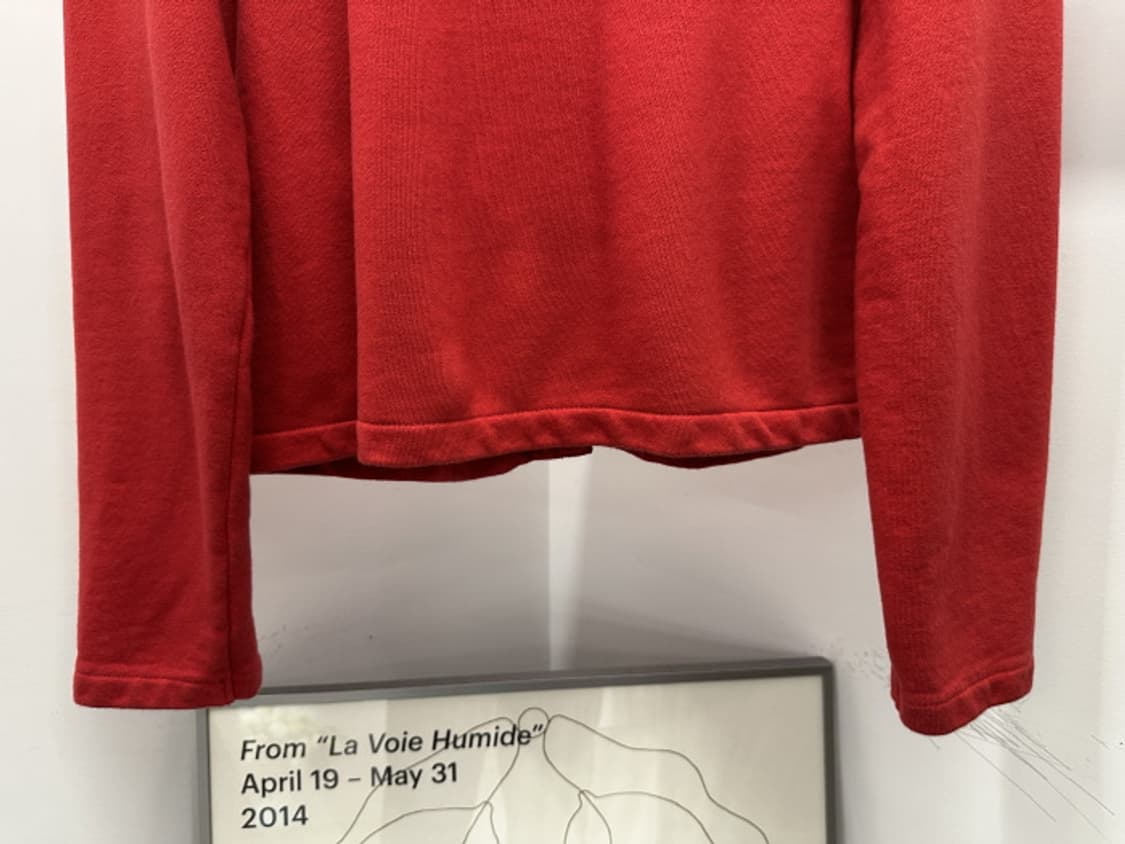 From “La Voie Humide”
April 19 – May 31
2014